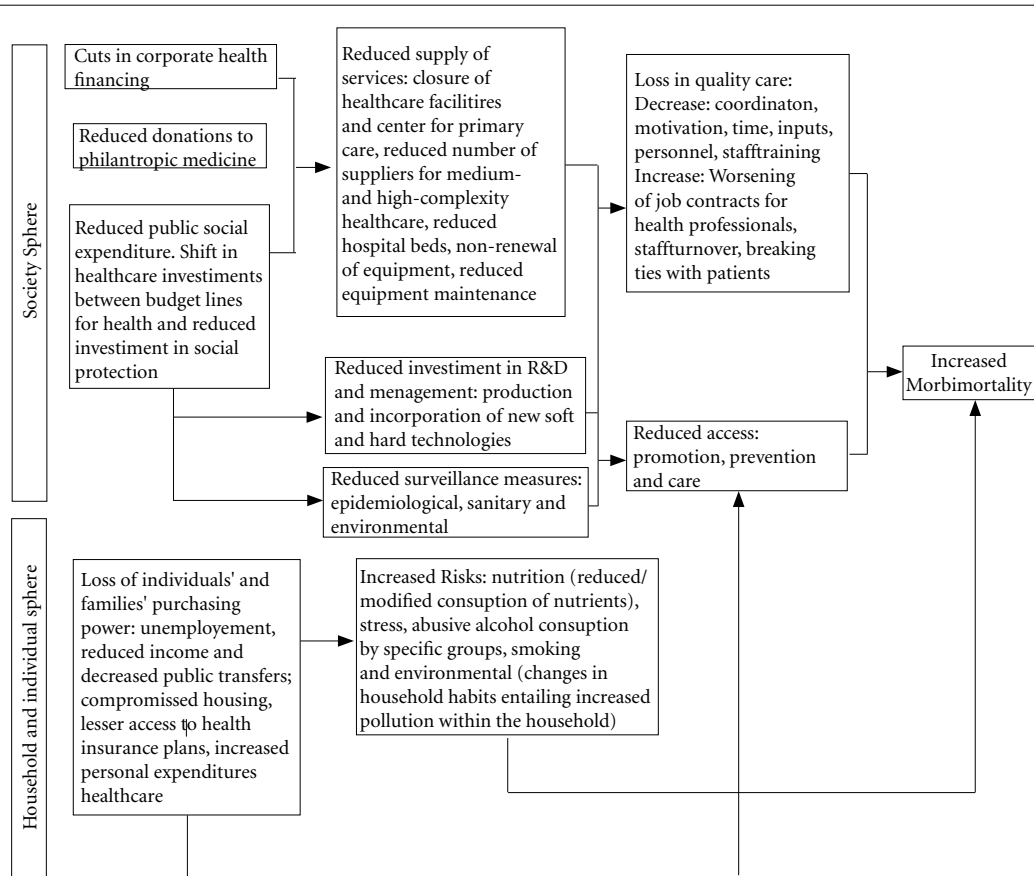 Society Sphere
Cuts in corporate health
financing
Reduced donations to
philantropic medicine
Reduced public social
expenditure. Shift in
healthcare investiments
between budget lines
for health and reduced
investiment in social
protection
Reduced supply of
services: closure of
healthcare facilitires
and center for primary
care, reduced number of
suppliers for medium-
and high-complexity
healthcare, reduced
hospital beds, non-renewal
of equipment, reduced
equipment maintenance
Reduced investment in R&D
and menagement: production
and incorporation of new soft
and hard technologies
Reduced surveillance measures:
epidemiological, sanitary and
environmental
Loss in quality care:
Decrease: coordinaton,
motivation, time, inputs,
personnel, stafftraining
Increase: Worsening
of job contracts for
health professionals,
staffturnover, breaking
ties with patients
Reduced access:
promotion, prevention
and care
Increased
Morbimortality
Household and individual sphere
Loss of individuals' and
families' purchasing
power: unemployement,
reduced income and
decreased public transfers;
compromissed housing,
lesser access to health
insurance plans, increased
personal expenditures
healthcare
Increased Risks: nutrition (reduced/
modified consuption of nutrients),
stress, abusive alcohol consuption
by specific groups, smoking
and environmental (changes in
household habits entailing increased
pollution within the household)